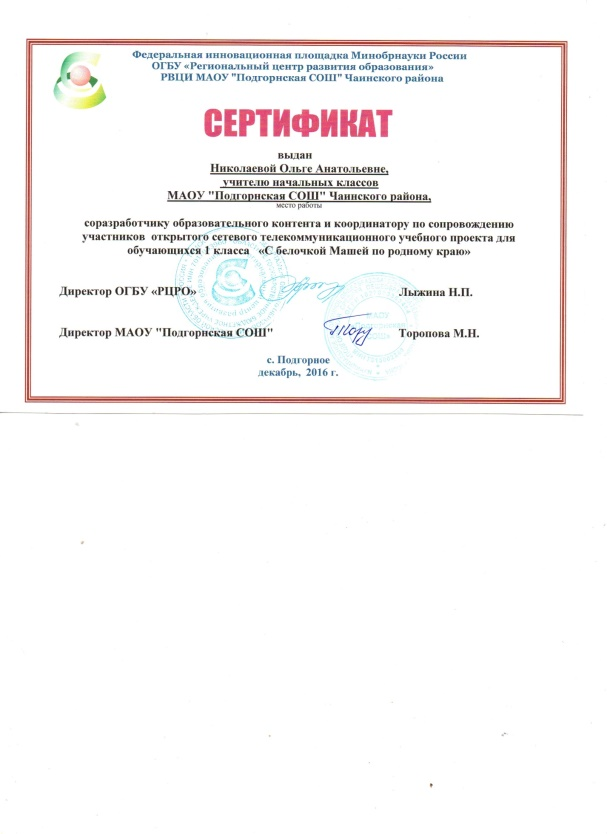 Федеральная инновационная площадка Минобрнауки России
ОГБУ «Региональный центр развития образования»
РВЦИ МАОУ "Подгорнская СОШ" Чаинского района
СЕРТИФИКАТ
выдан
Николаевой Ольге Анатольевне,
учителю начальных классов
МАОУ "Подгорнская СОШ" Чаинского района,
место работы
соразработчику образовательного контента и координатору по сопровождению
участников открытого сетевого телекоммуникационного учебного проекта для
обучающихся 1 класса «С белочкой Машей по родному краю»
Директор ОГБУ «РЦРО» Лыжина Н.П.
Директор МАОУ "Подгорнская СОШ" Торопова М.Н.
с. Подгорное
декабрь, 2016 г.